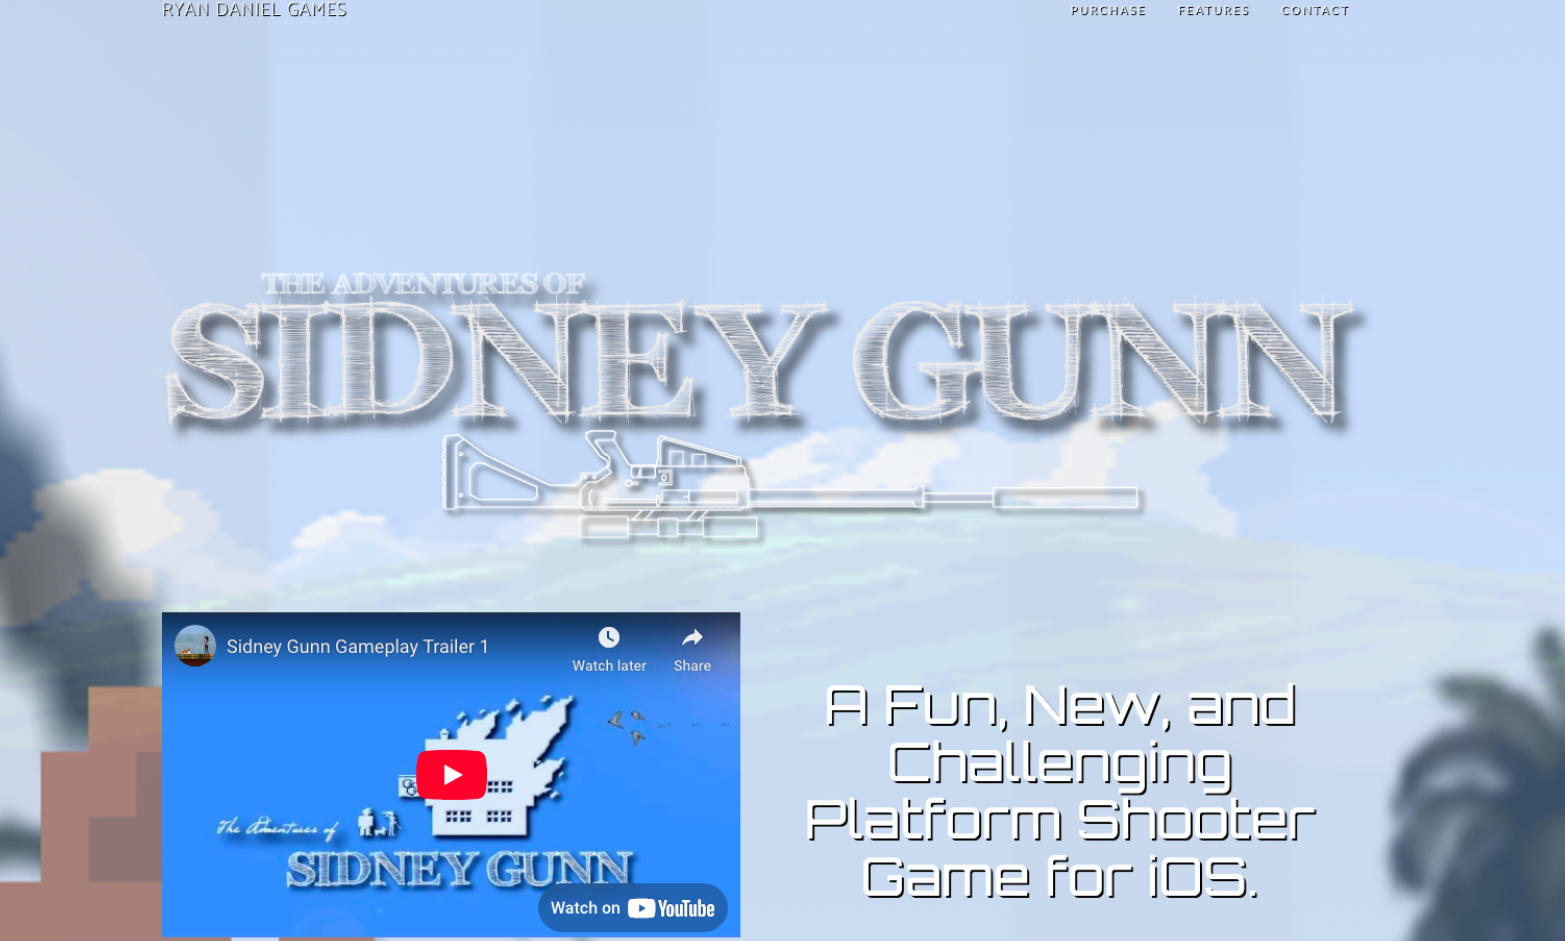 RYAN DANIEL GAMES
PURCHASE FEATURES CONTACT
THE ADVENTURES OF
SIDNEY GUNN
Sidney Gunn Gameplay Trailer 1
Watch later
Share
The Adventures of
SIDNEY GUNN
Watch on YouTube
A Fun, New, and
Challenging
Platform Shooter
Game for iOS.